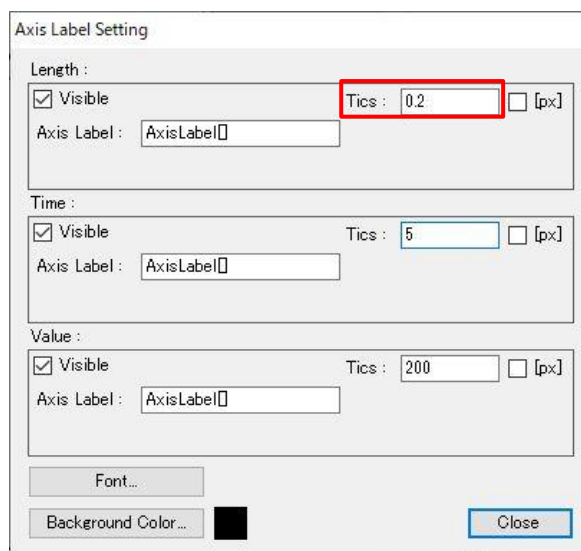 Axis Label Setting
Length :
Visible Tics : 0.2 [px]
Axis Label : AxisLabel[]
Time :
Visible Tics : 5 [px]
Axis Label : AxisLabel[]
Value :
Visible Tics : 200 [px]
Axis Label : AxisLabel[]
Font...
Background Color... Close